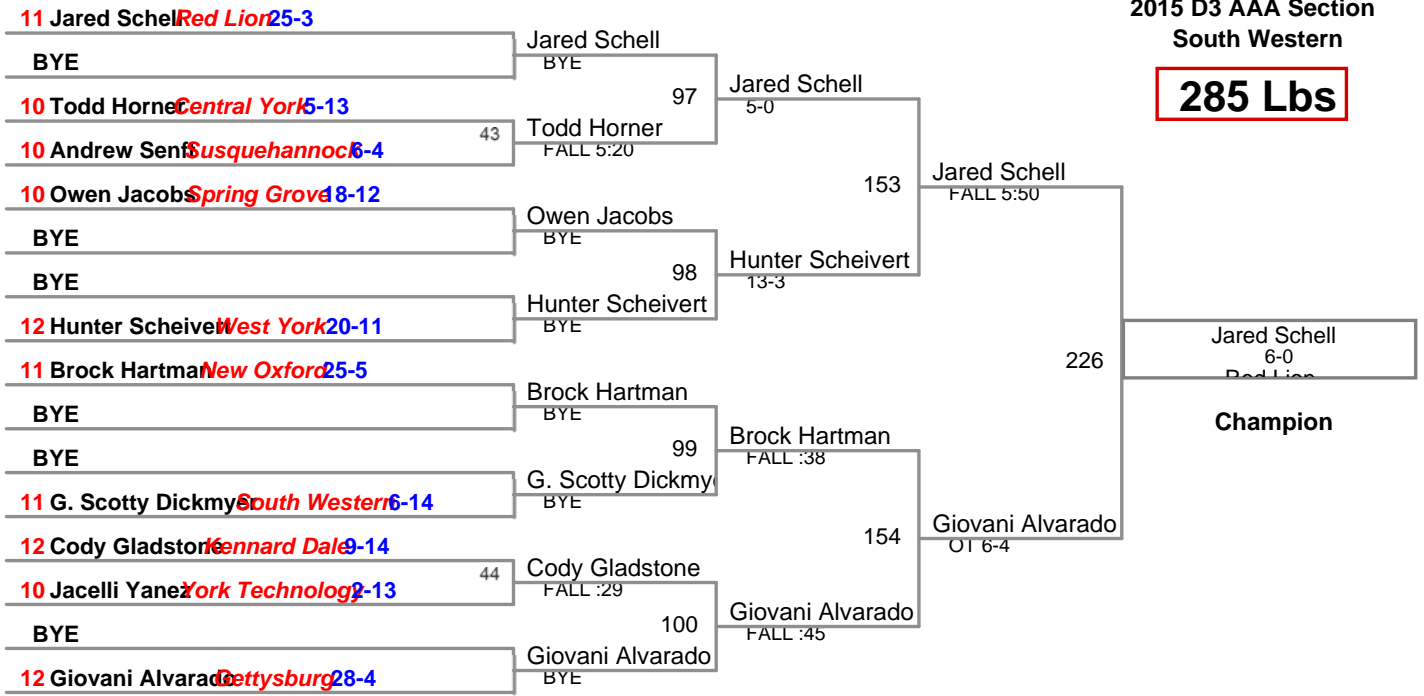 2015 D3 AAA Section
South Western
285 Lbs
11 Jared Schell Red Lion 25-3
BYE
10 Todd Horner Central York 5-13
10 Andrew Senft Susquehannock 6-4
10 Owen Jacobs Spring Grove 18-12
BYE
BYE
12 Hunter Scheivert West York 20-11
11 Brock Hartman New Oxford 25-5
BYE
BYE
11 G. Scotty Dickmyer South Western 6-14
12 Cody Gladstone Kennard Dale 9-14
10 Jacelli Yanez York Technology 2-13
BYE
12 Giovani Alvarado Gettysburg 28-4
Jared Schell
BYE
43
Todd Horner
FALL 5:20
Owen Jacobs
BYE
Hunter Scheivert
BYE
Brock Hartman
BYE
G. Scotty Dickmy
BYE
44
Cody Gladstone
FALL :29
Giovani Alvarado
BYE
97
Jared Schell
5-0
98
Hunter Scheivert
13-3
99
Brock Hartman
FALL :38
100
Giovani Alvarado
FALL :45
153
Jared Schell
FALL 5:50
154
Giovani Alvarado
OT 6-4
226
Jared Schell
6-0
Red Lion
Champion